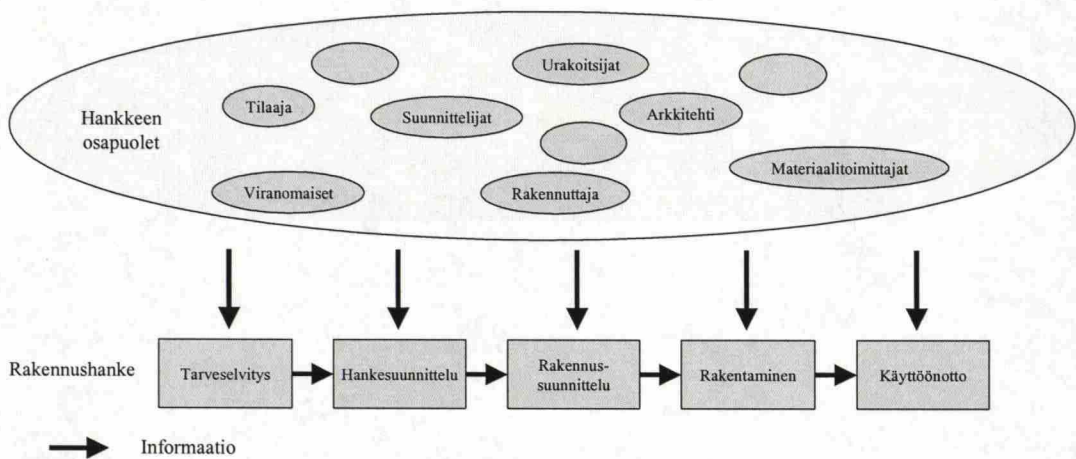 Urakoitsijat
Tilaaja
Suunnittelijat
Arkkitehti
Hankkeen
osapuolet
Materiaalitoimittajat
Viranomaiset
Rakennuttaja
Rakennushanke
Tarveselvitys
Hankesuunnittelu
Rakennus-
suunnittelu
Rakentaminen
Käyttöönotto
Informaatio